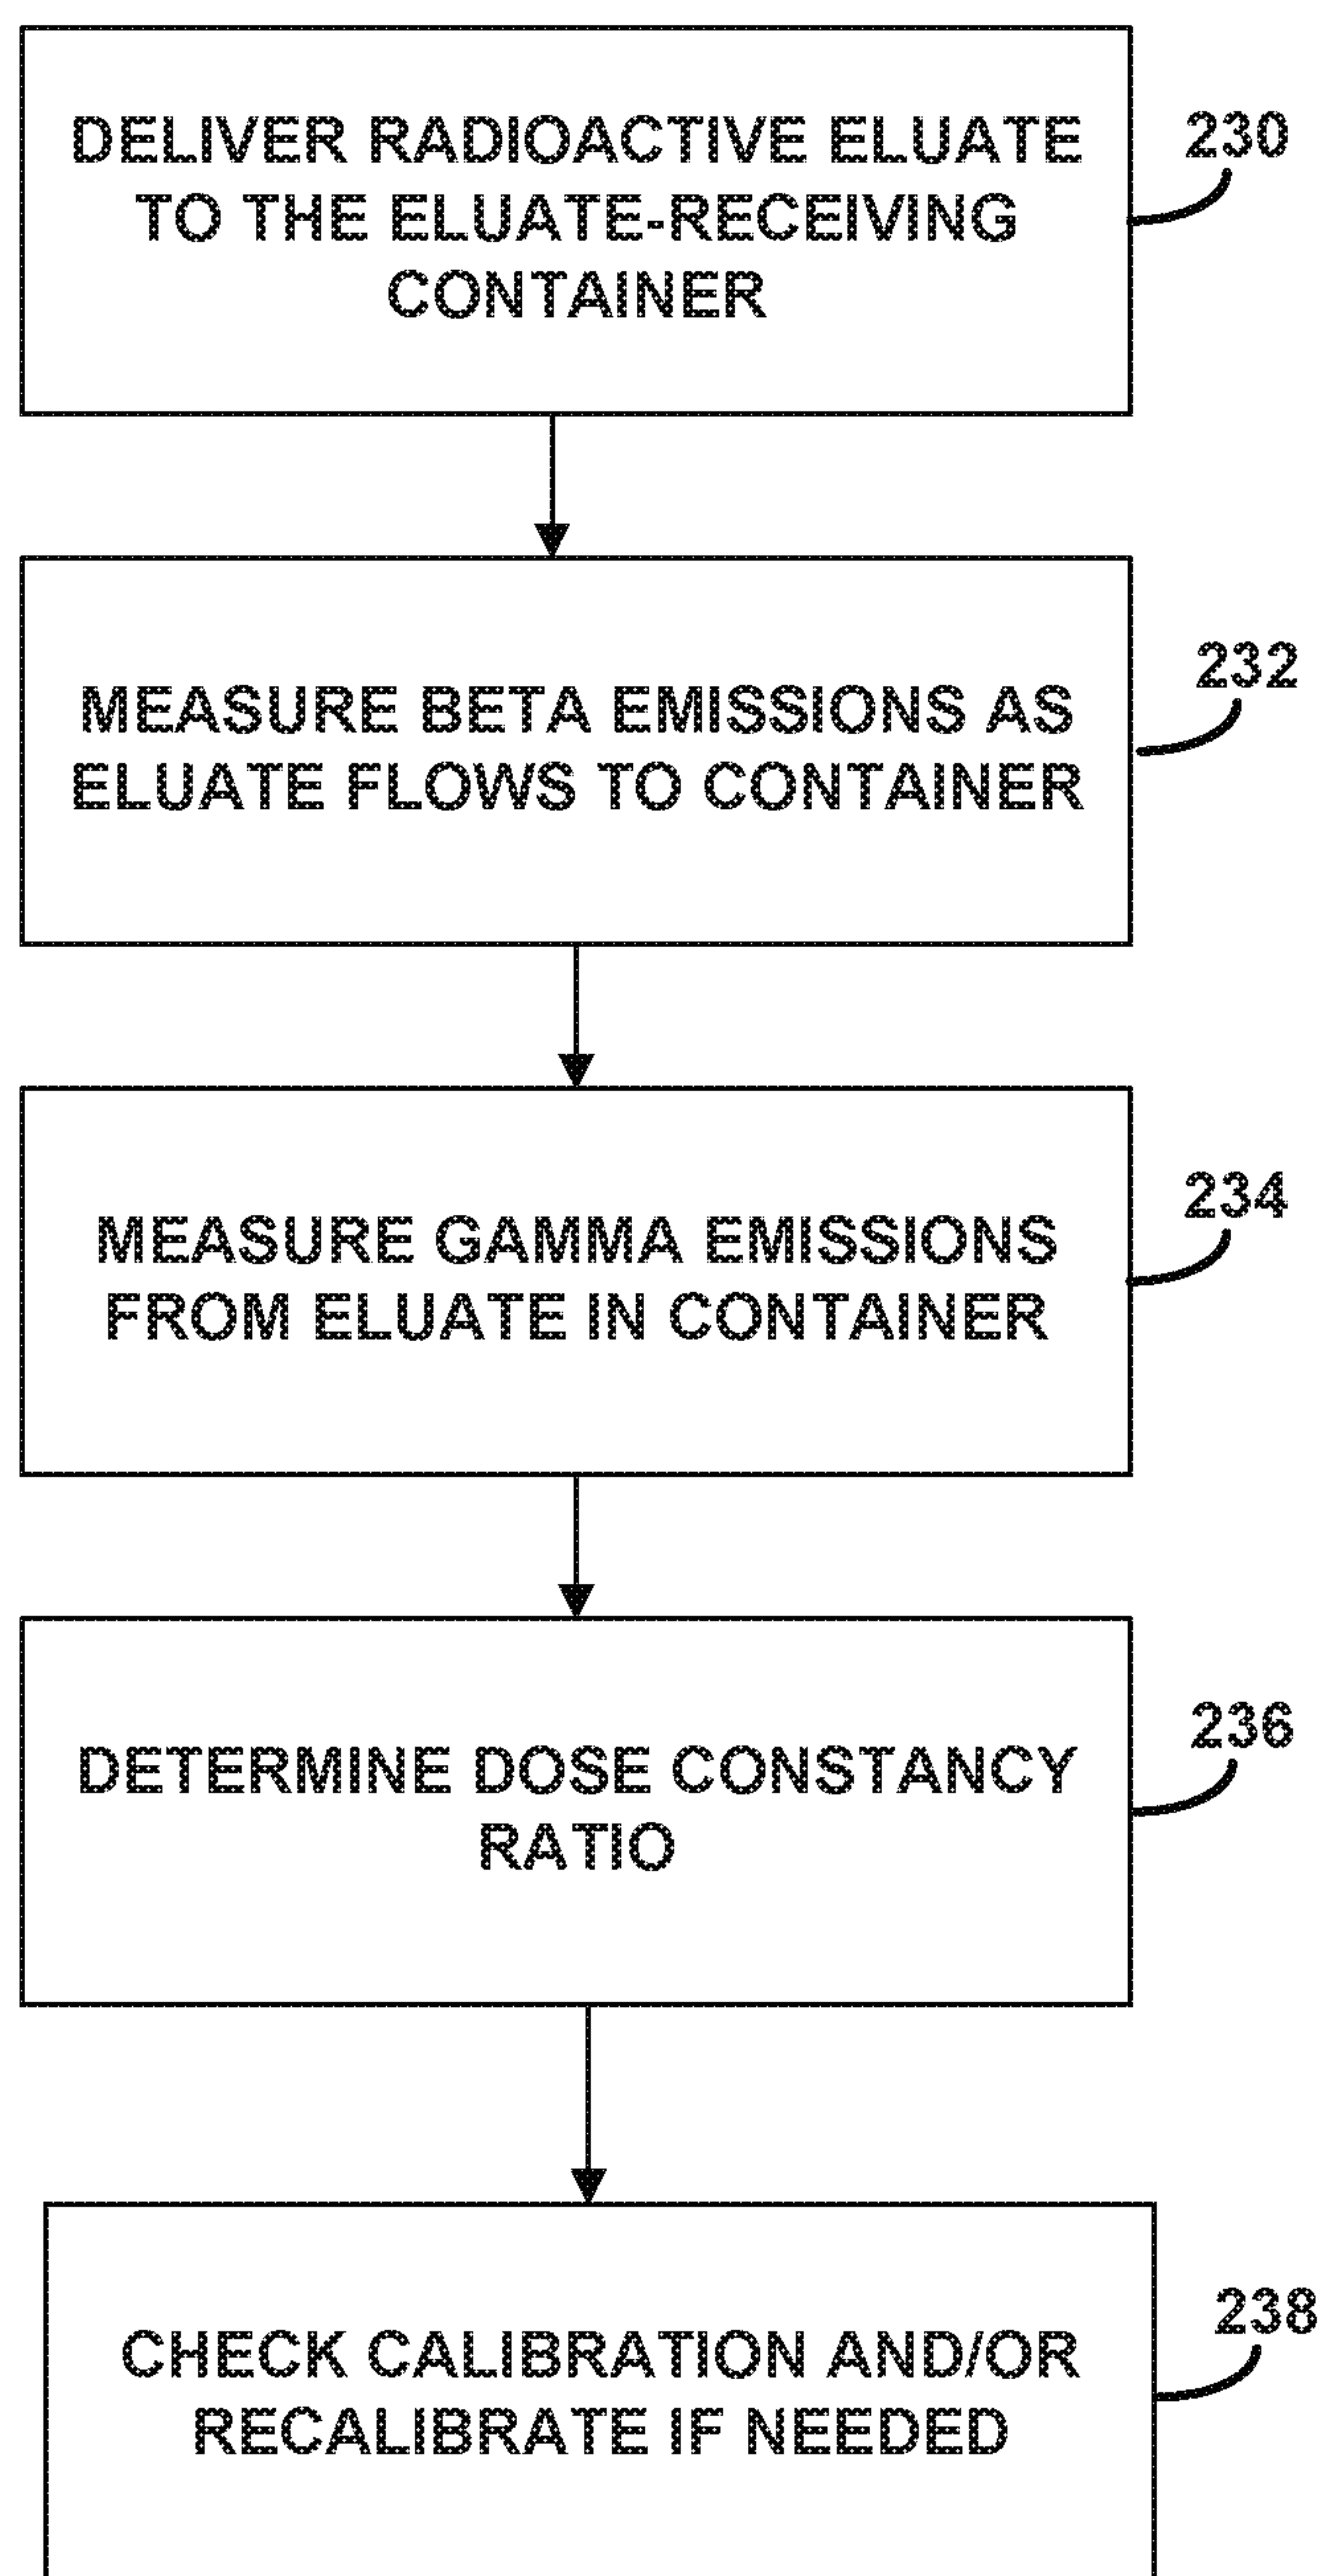 DELIVER RADIOACTIVE ELUATE
TO THE ELUATE-RECEIVING
CONTAINER
230
MEASURE BETA EMISSIONS AS
ELUATE FLOWS TO CONTAINER
232
MEASURE GAMMA EMISSIONS
FROM ELUATE IN CONTAINER
234
DETERMINE DOSE CONSTANCY
RATIO
236
CHECK CALIBRATION AND/OR
RECALIBRATE IF NEEDED
238